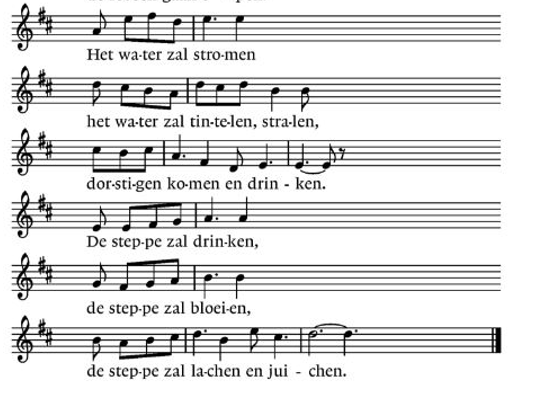 Het wa-ter zal stro-men
het wa-ter zal tin-te-len, stra-len,
dor-sti-gen ko-men en drin - ken.
De step-pe zal drin-ken,
de step-pe zal bloei-en,
de step-pe zal la-chen en jui - chen.